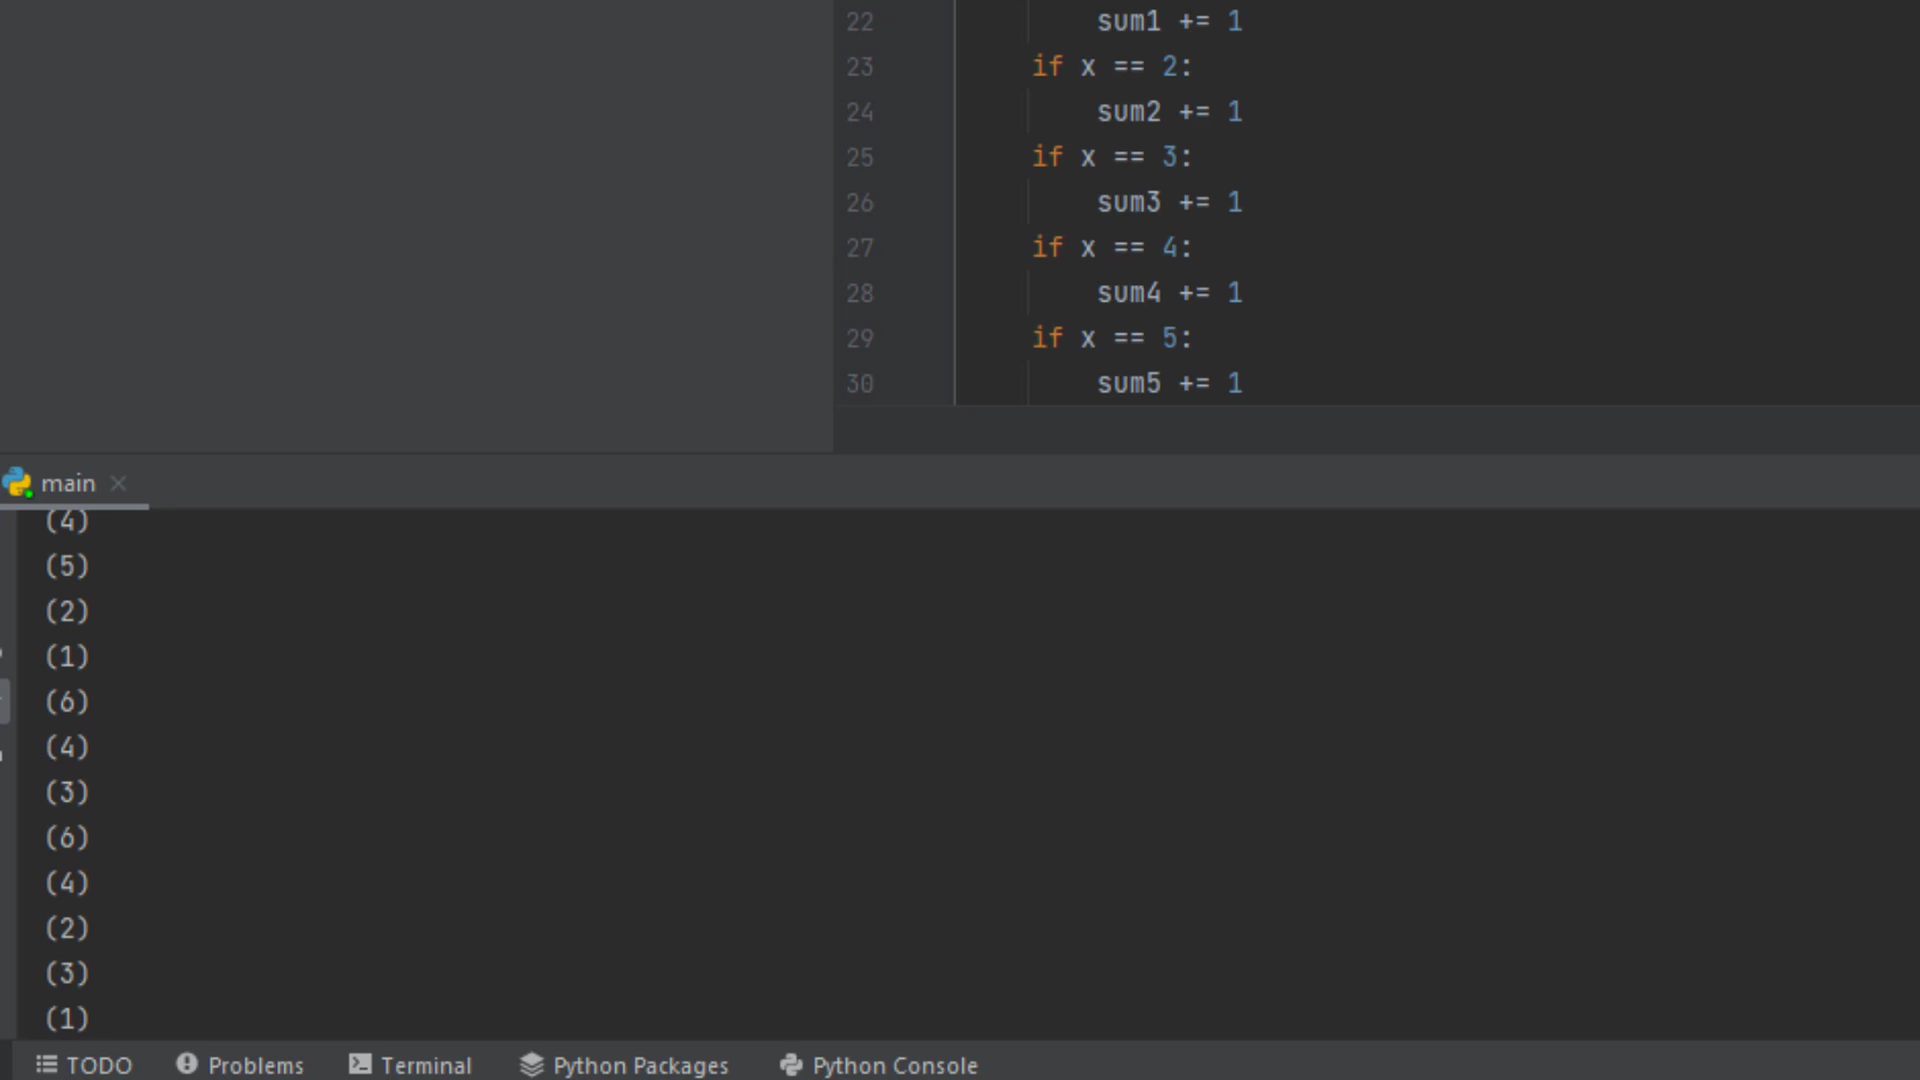 22 sum1 += 1
23 if x == 2:
24 sum2 += 1
25 if x == 3:
26 sum3 += 1
27 if x == 4:
28 sum4 += 1
29 if x == 5:
30 sum5 += 1
main
(4)
(5)
(2)
(1)
(6)
(4)
(3)
(6)
(4)
(2)
(3)
(1)
TODO Problems Terminal Python Packages Python Console